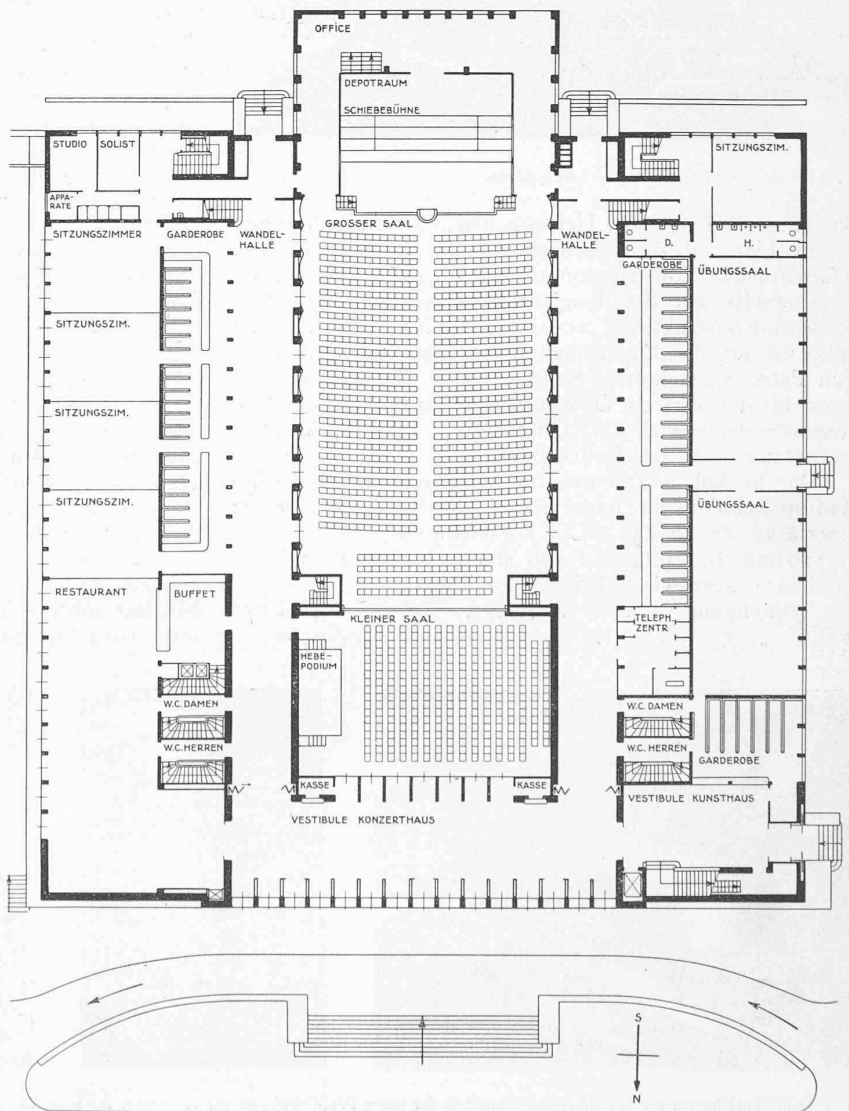 OFFICE
DEPOTRAUM
SCHIEBEBÜHNE
STUDIO
SOLIST
SITZUNGSZIM.
APPA-
RATE
SITZUNGSZIMMER
GARDEROBE
WANDEL-
HALLE
GROSSER SAAL
WANDEL-
HALLE
D.
H.
GARDEROBE
ÜBUNGSSAAL
SITZUNGSZIM.
SITZUNGSZIM.
SITZUNGSZIM.
ÜBUNGSSAAL
RESTAURANT
BUFFET
KLEINER SAAL
TELEPH.
ZENTR.
HEBE-
PODIUM
W.C. DAMEN
W.C. DAMEN
W.C. HERREN
W.C. HERREN
GARDEROBE
KASSE
KASSE
VESTIBULE KUNSTHAUS
VESTIBULE KONZERTHAUS
S
N